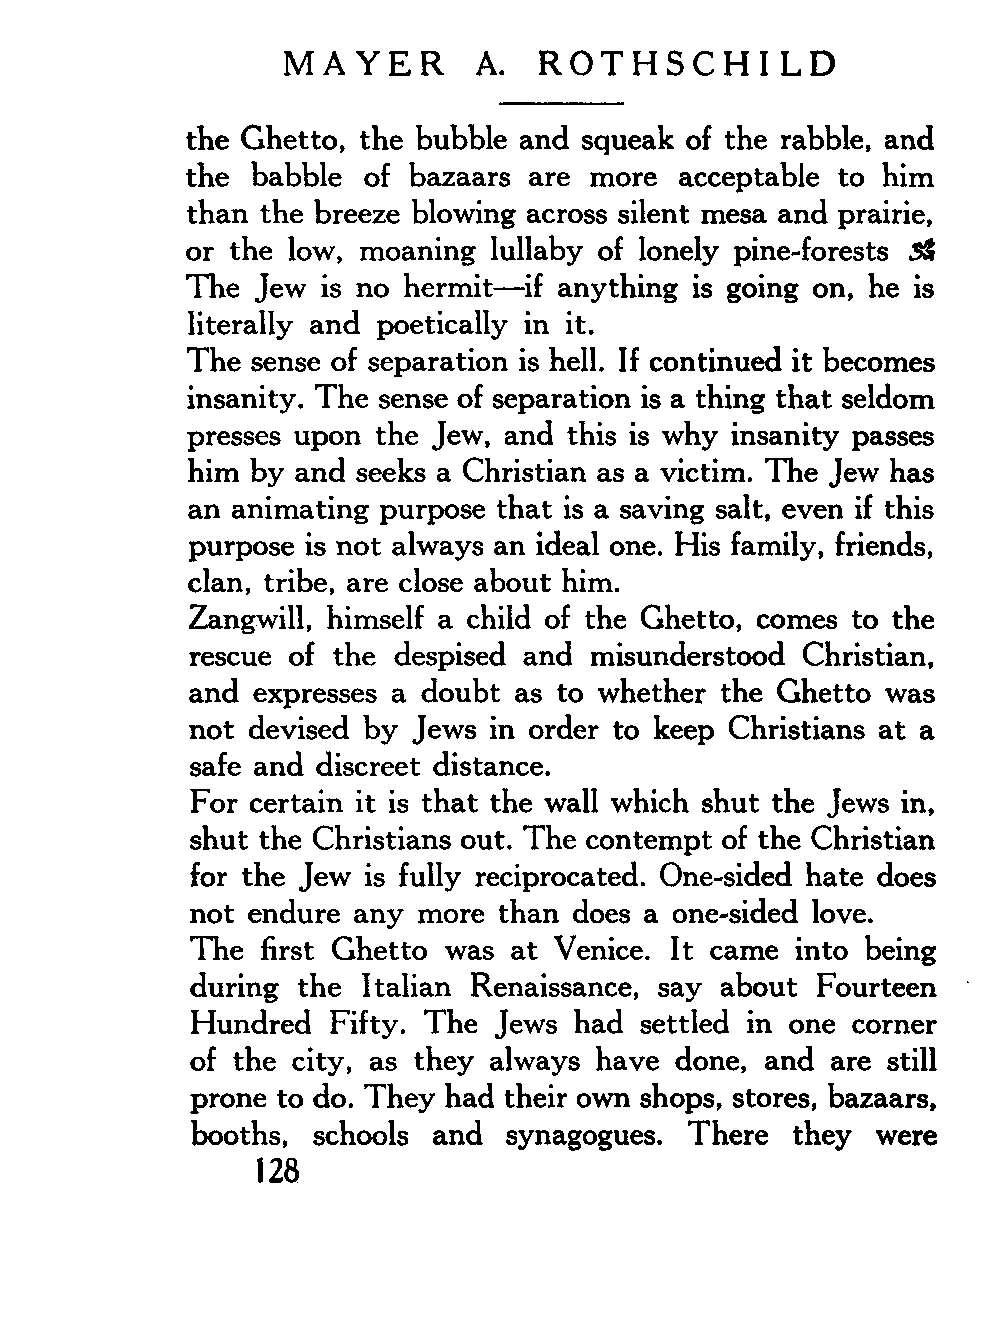 MAYER A. ROTHSCHILD
the Ghetto, the bubble and squeak of the rabble, and
the babble of bazaars are more acceptable to him
than the breeze blowing across silent mesa and prairie,
or the low, moaning lullaby of lonely pine-forests
The Jew is no hermit—if anything is going on, he is
literally and poetically in it.
The sense of separation is hell. If continued it becomes
insanity. The sense of separation is a thing that seldom
presses upon the Jew, and this is why insanity passes
him by and seeks a Christian as a victim. The Jew has
an animating purpose that is a saving salt, even if this
purpose is not always an ideal one. His family, friends,
clan, tribe, are close about him.
Zangwill, himself a child of the Ghetto, comes to the
rescue of the despised and misunderstood Christian,
and expresses a doubt as to whether the Ghetto was
not devised by Jews in order to keep Christians at a
safe and discreet distance.
For certain it is that the wall which shut the Jews in,
shut the Christians out. The contempt of the Christian
for the Jew is fully reciprocated. One-sided hate does
not endure any more than does a one-sided love.
The first Ghetto was at Venice. It came into being
during the Italian Renaissance, say about Fourteen
Hundred Fifty. The Jews had settled in one corner
of the city, as they always have done, and are still
prone to do. They had their own shops, stores, bazaars,
booths, schools and synagogues. There they were
128